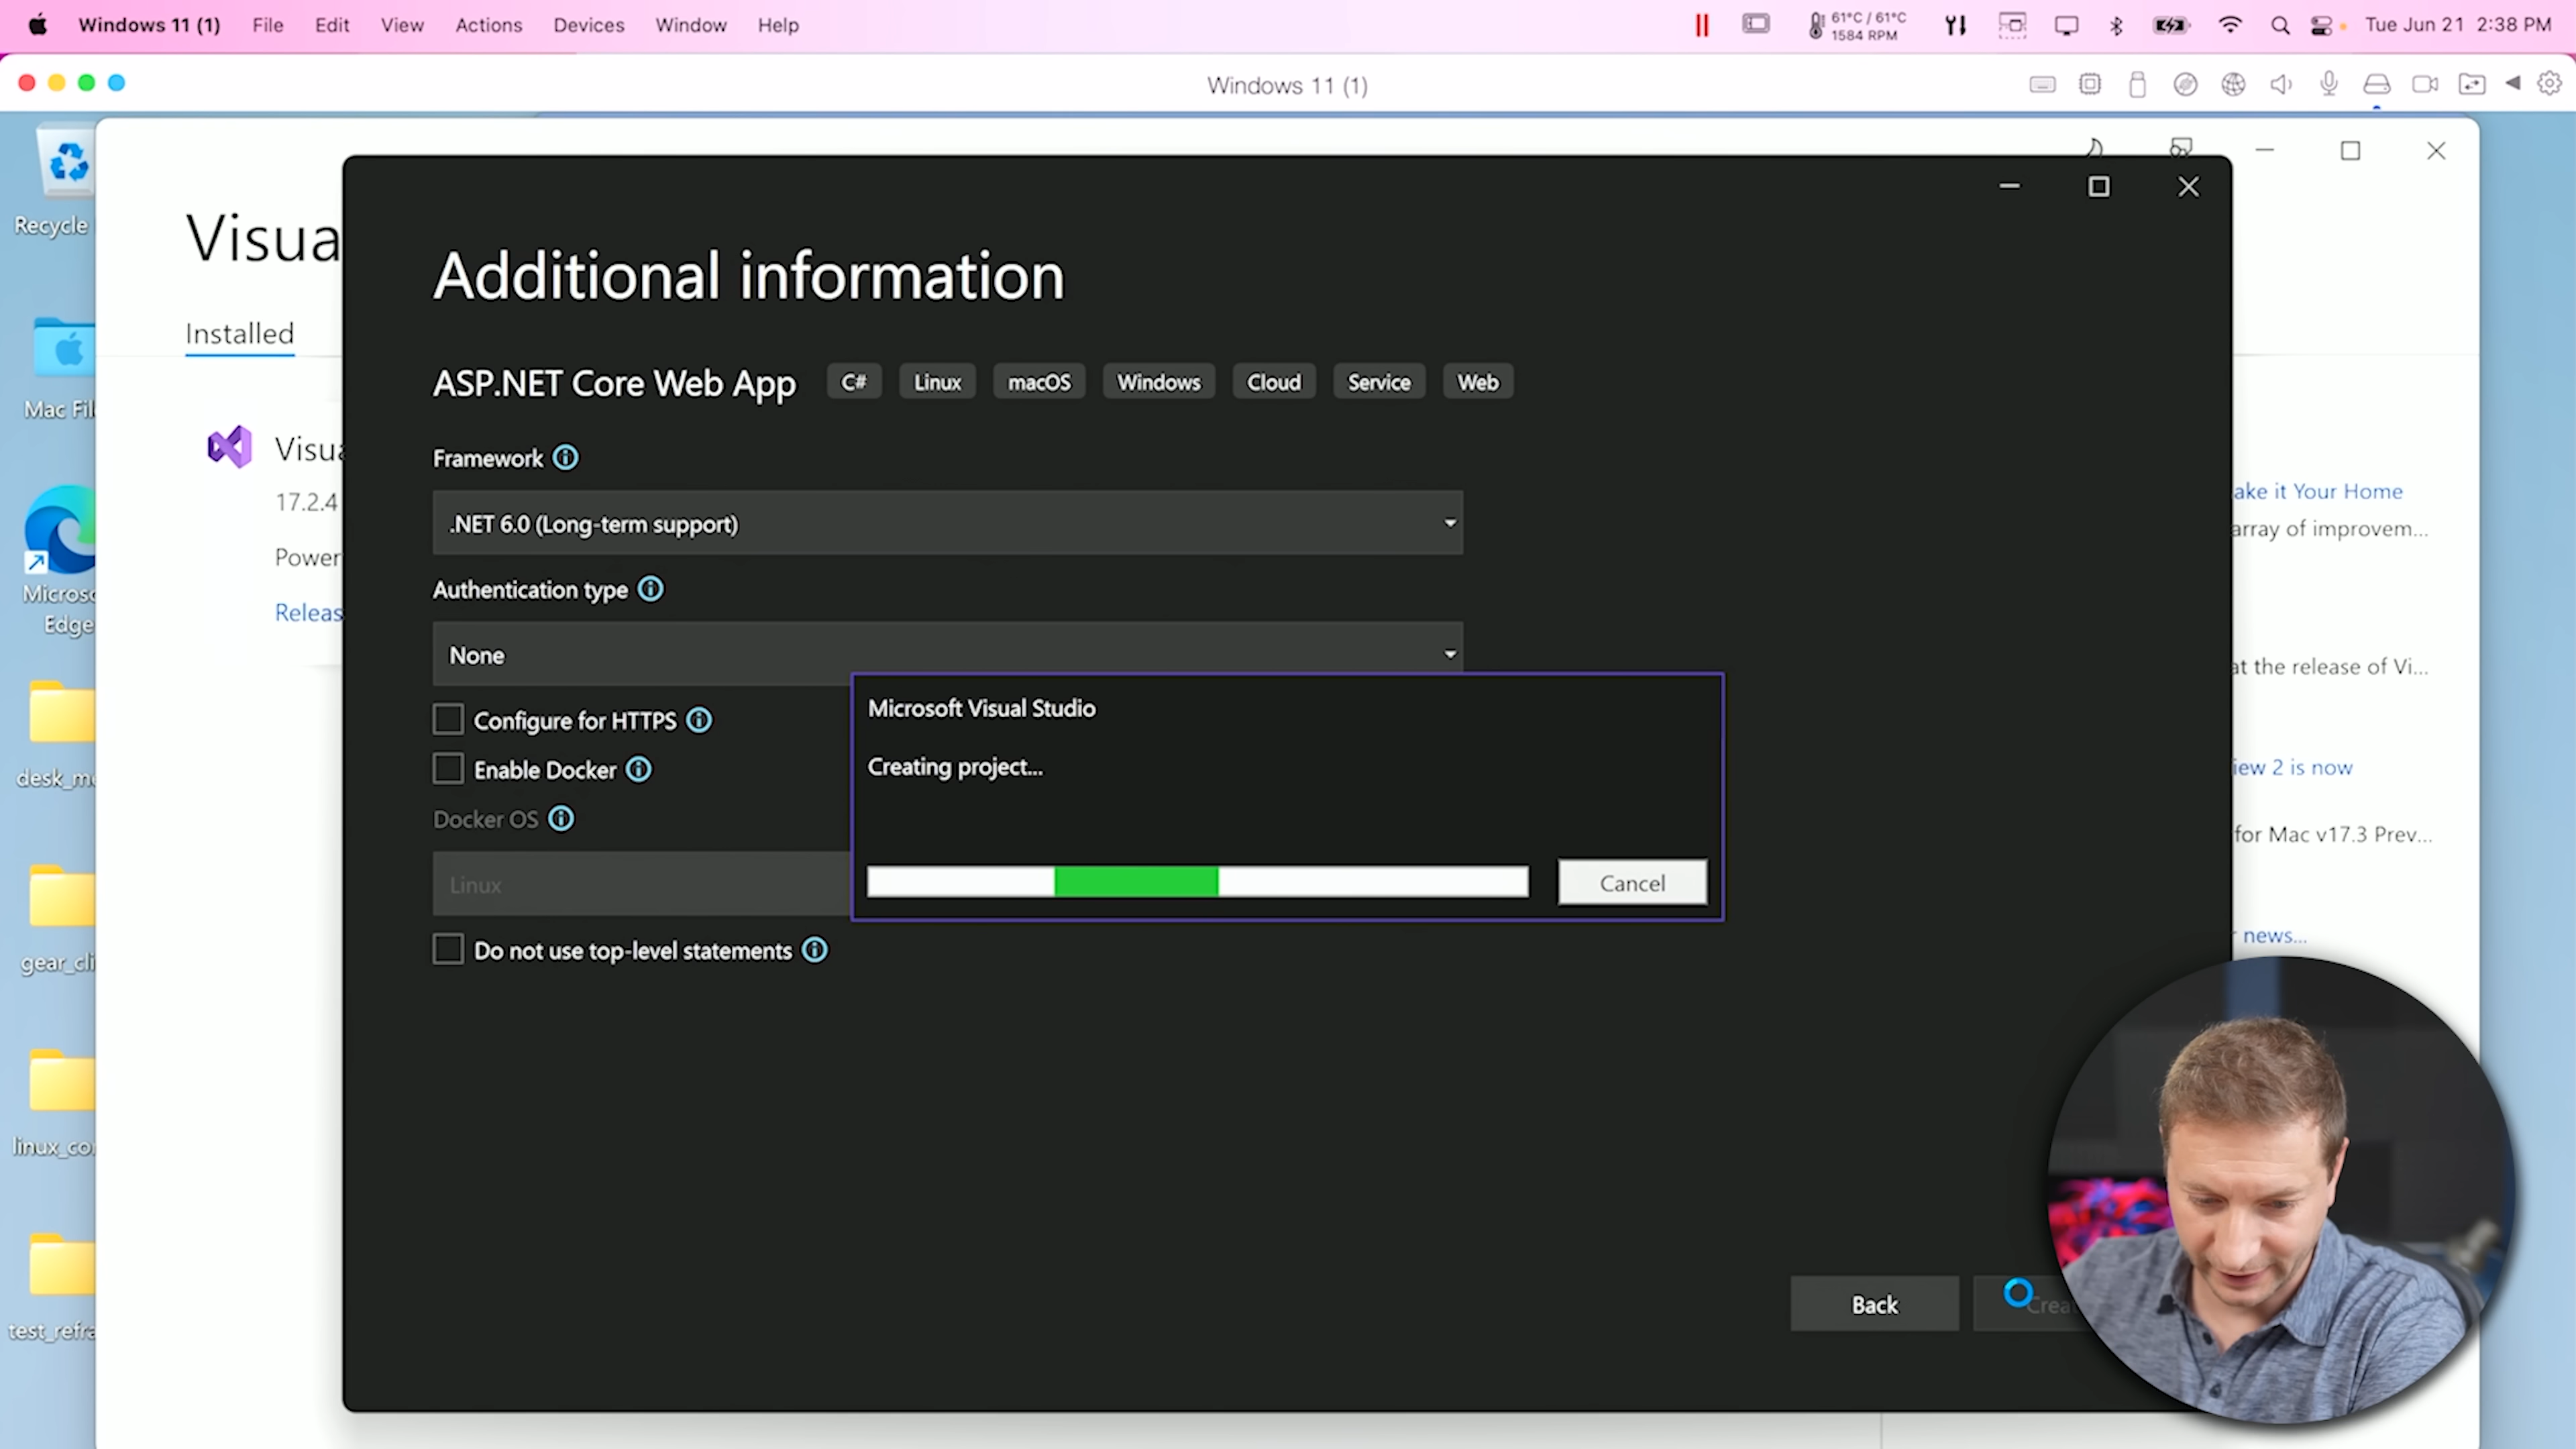 Windows 11 (1) File Edit View Actions Devices Window Help
61°C / 61°C
1584 RPM
Tue Jun 21 2:38 PM
Windows 11 (1)
Recycle
Mac Fil
Micros
Edge
desk_m
gear_cli
linux_co
test_refra
Visua
Installed
Visua
17.2.4
Power
Releas
Additional information
ASP.NET Core Web App C# Linux macOS Windows Cloud Service Web
Framework
.NET 6.0 (Long-term support)
Authentication type
None
Configure for HTTPS
Enable Docker
Docker OS
Linux
Do not use top-level statements
Microsoft Visual Studio
Creating project...
Cancel
Back
Crea
ake it Your Home
array of improvem...
at the release of Vi...
iew 2 is now
for Mac v17.3 Prev...
news...